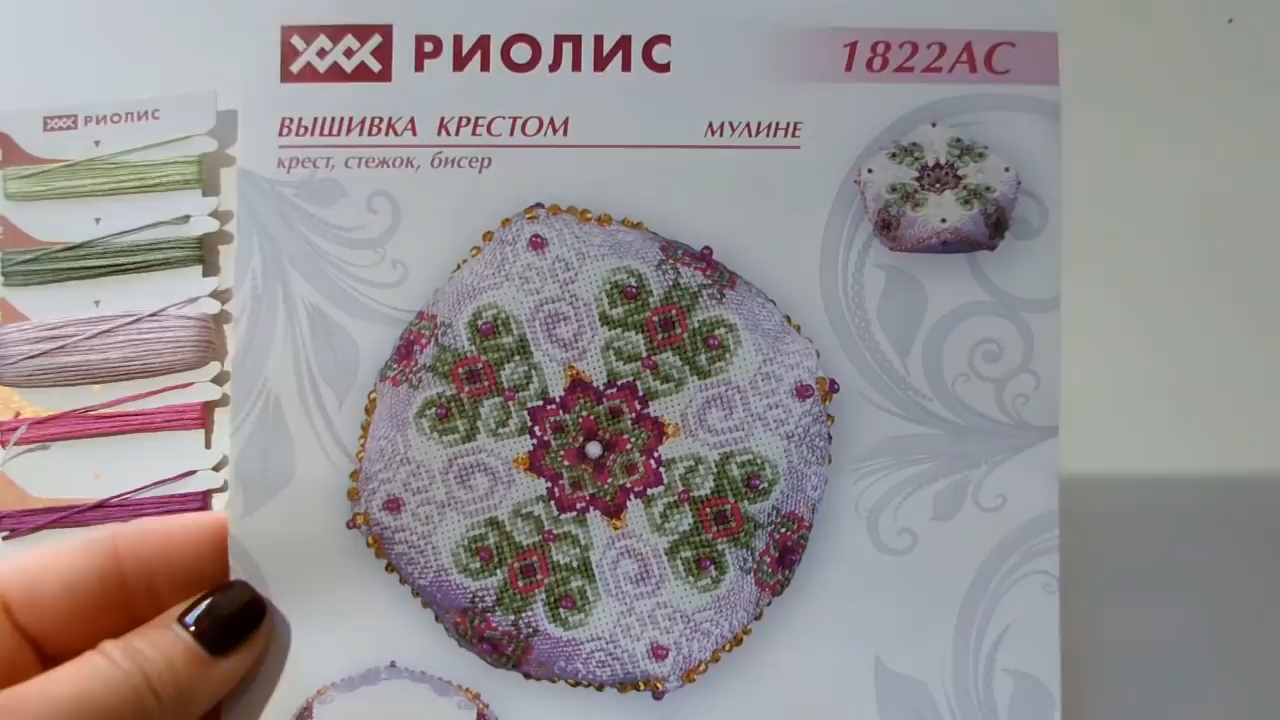 РИОЛИС
1822АС
ВЫШИВКА КРЕСТОМ
МУЛИНЕ
крест, стежок, бисер
РИОЛИС